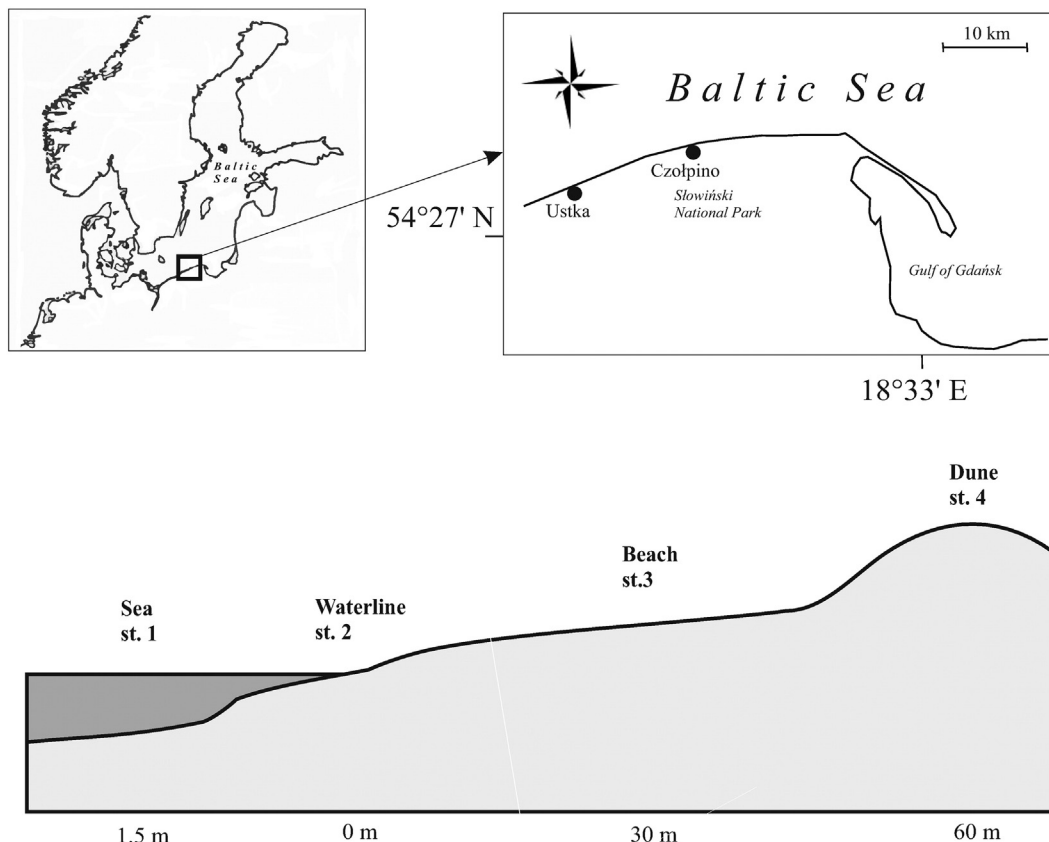 Baltic
Sea
10 km
Baltic Sea
Czołpino
Słowiński
National Park
Ustka
54°27' N
Gulf of Gdańsk
18°33' E
Dune
st. 4
Beach
st.3
Sea
st. 1
Waterline
st. 2
1.5 m
0 m
30 m
60 m